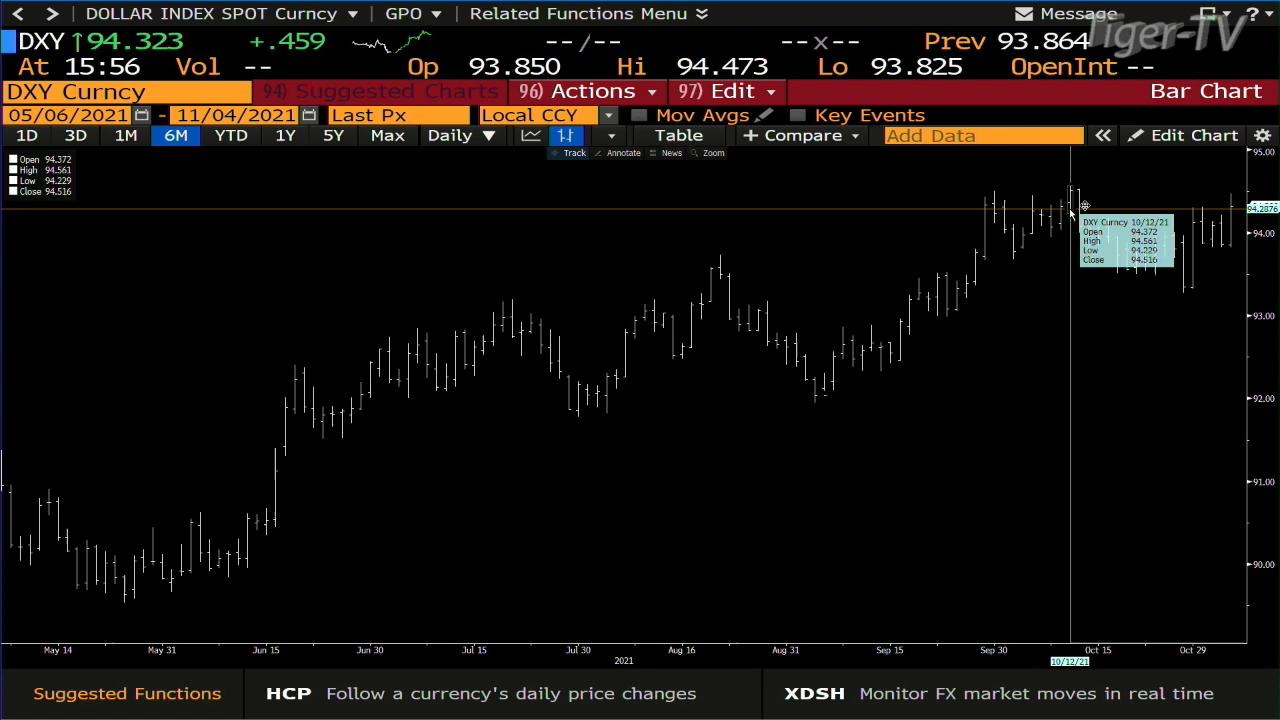 DOLLAR INDEX SPOT Curncy GPO Related Functions Menu Message ?
Tiger-TV
DXY ↑94.323 +.459 --/-- --x-- Prev 93.864
At 15:56 Vol -- Op 93.850 Hi 94.473 Lo 93.825 OpenInt --
DXY Curncy 94) Suggested Charts 96) Actions 97) Edit Bar Chart
05/06/2021 - 11/04/2021 Last Px Local CCY Mov Avgs Key Events
1D 3D 1M 6M YTD 1Y 5Y Max Daily ▼ Table + Compare Add Data « Edit Chart
Track Annotate News Zoom
Open 94.372
High 94.561
Low 94.229
Close 94.516
95.00
94.2876
94.00
93.00
92.00
91.00
90.00
DXY Curncy 10/12/21
Open 94.372
High 94.561
Low 94.229
Close 94.516
May 14 May 31 Jun 15 Jun 30 Jul 15 Jul 30 Aug 16 Aug 31 Sep 15 Sep 30 Oct 15 Oct 29
2021 10/12/21
Suggested Functions HCP Follow a currency's daily price changes XDSH Monitor FX market moves in real time